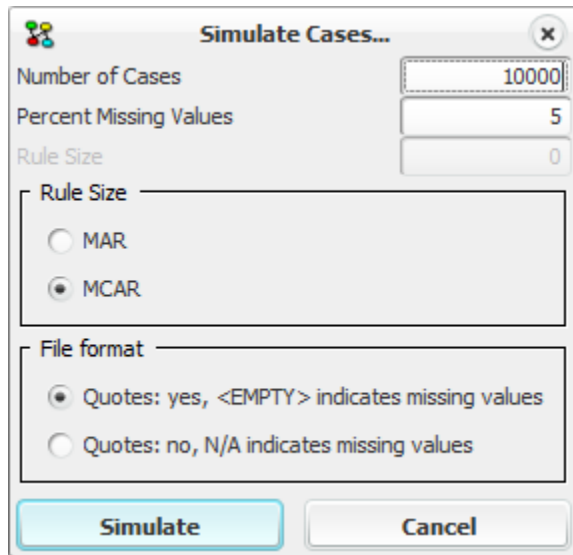 Simulate Cases...
Number of Cases 10000
Percent Missing Values 5
Rule Size 0
Rule Size
MAR
MCAR
File format
Quotes: yes, <EMPTY> indicates missing values
Quotes: no, N/A indicates missing values
Simulate Cancel